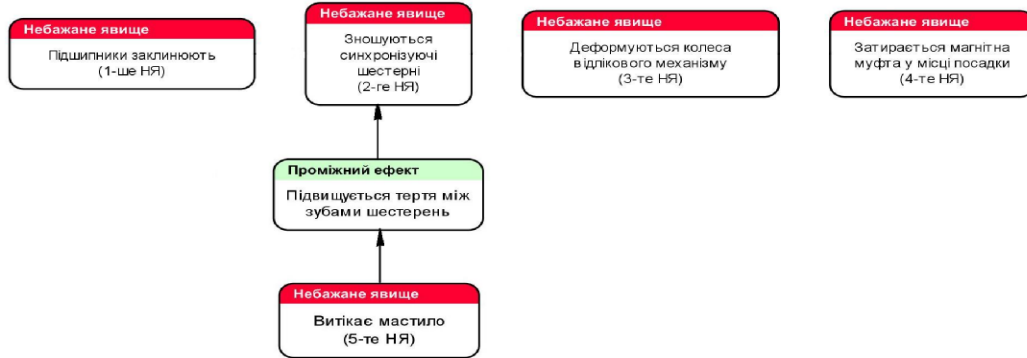 Небажане явище
Підшипники заклинюють
(1-ше НЯ)
Небажане явище
Зношуються
синхронізуючі
шестерні
(2-ге НЯ)
Небажане явище
Деформуються колеса
відлікового механізму
(3-тє НЯ)
Небажане явище
Затирається магнітна
муфта у місці посадки
(4-те НЯ)
Проміжний ефект
Підвищується тертя між
зубами шестерень
Небажане явище
Витікає мастило
(5-те НЯ)